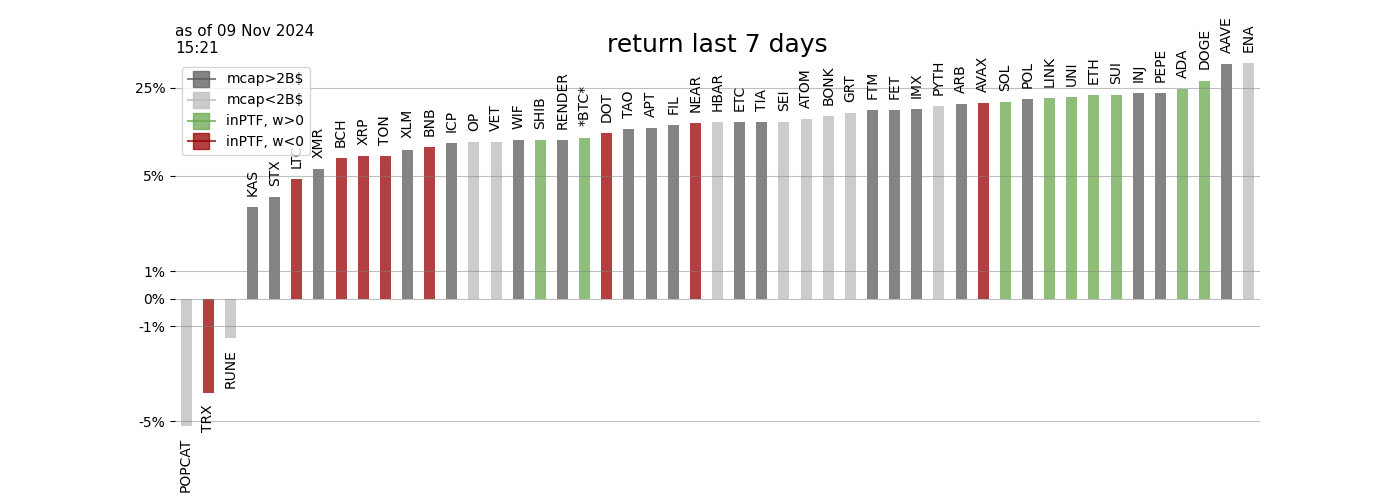 as of 09 Nov 2024
15:21
return last 7 days
mcap>2B$
mcap<2B$
inPTF, w>0
inPTF, w<0
25%
5%
1%
0%
-1%
-5%
POPCAT
TRX
RUNE
KAS
STX
LTC
XMR
BCH
XRP
TON
XLM
BNB
ICP
OP
VET
WIF
SHIB
RENDER
*BTC*
DOT
TAO
APT
FIL
NEAR
HBAR
ETC
TIA
SEI
ATOM
BONK
GRT
FTM
FET
IMX
PYTH
ARB
AVAX
SOL
POL
LINK
UNI
ETH
SUI
INJ
PEPE
ADA
DOGE
AAVE
ENA